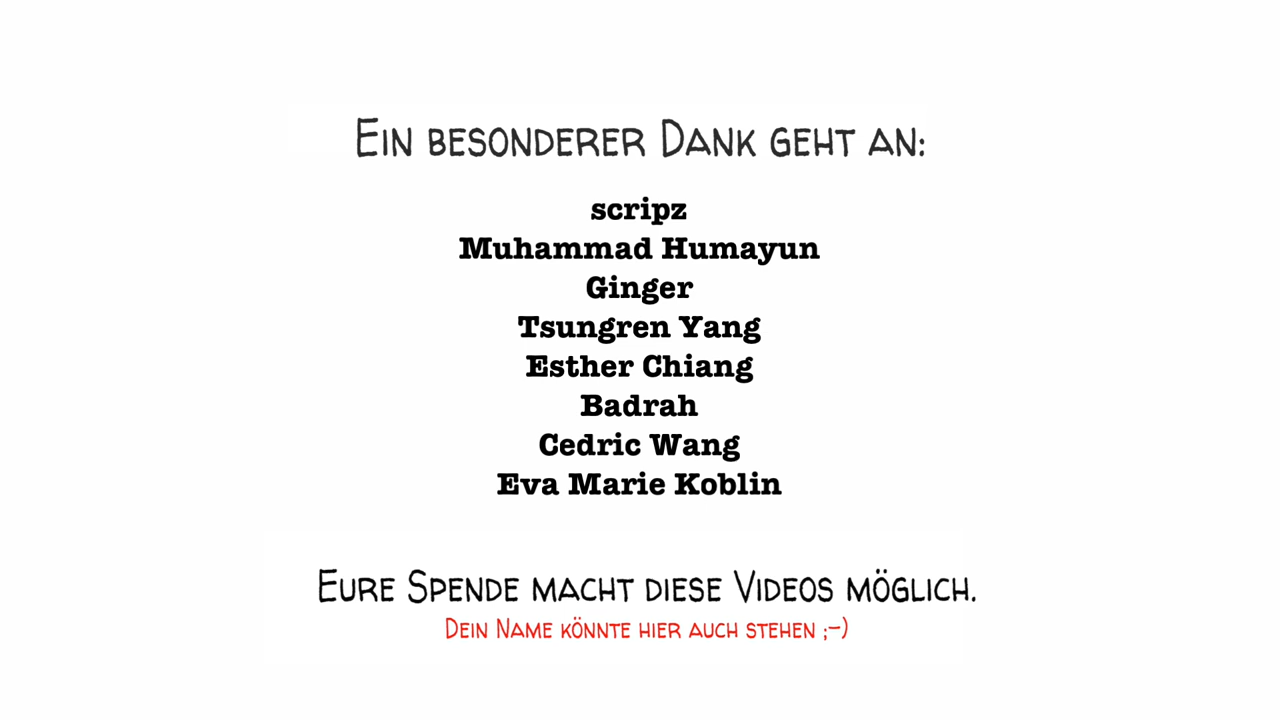 Ein besonderer Dank geht an:
scripz
Muhammad Humayun
Ginger
Tsungren Yang
Esther Chiang
Badrah
Cedric Wang
Eva Marie Koblin
Eure Spende macht diese Videos möglich.
Dein Name könnte hier auch stehen ;-)